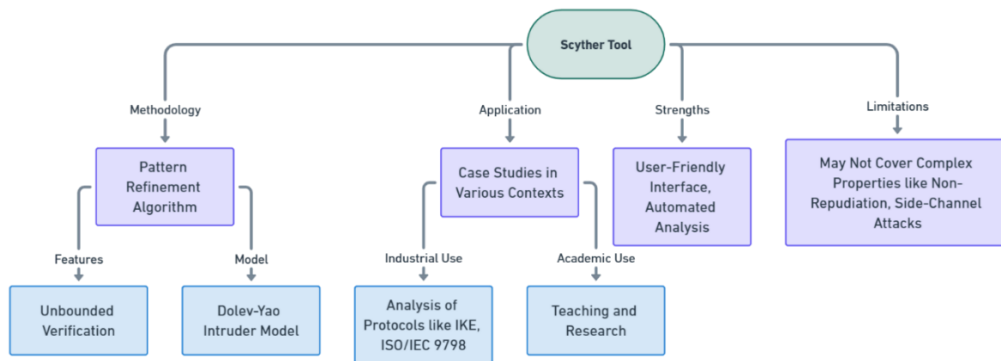 Scyther Tool
Methodology
Application
Strengths
Limitations
Pattern
Refinement
Algorithm
Case Studies in
Various Contexts
User-Friendly
Interface,
Automated
Analysis
May Not Cover Complex
Properties like Non-
Repudiation, Side-Channel
Attacks
Features
Model
Industrial Use
Academic Use
Unbounded
Verification
Dolev-Yao
Intruder Model
Analysis of
Protocols like IKE,
ISO/IEC 9798
Teaching and
Research